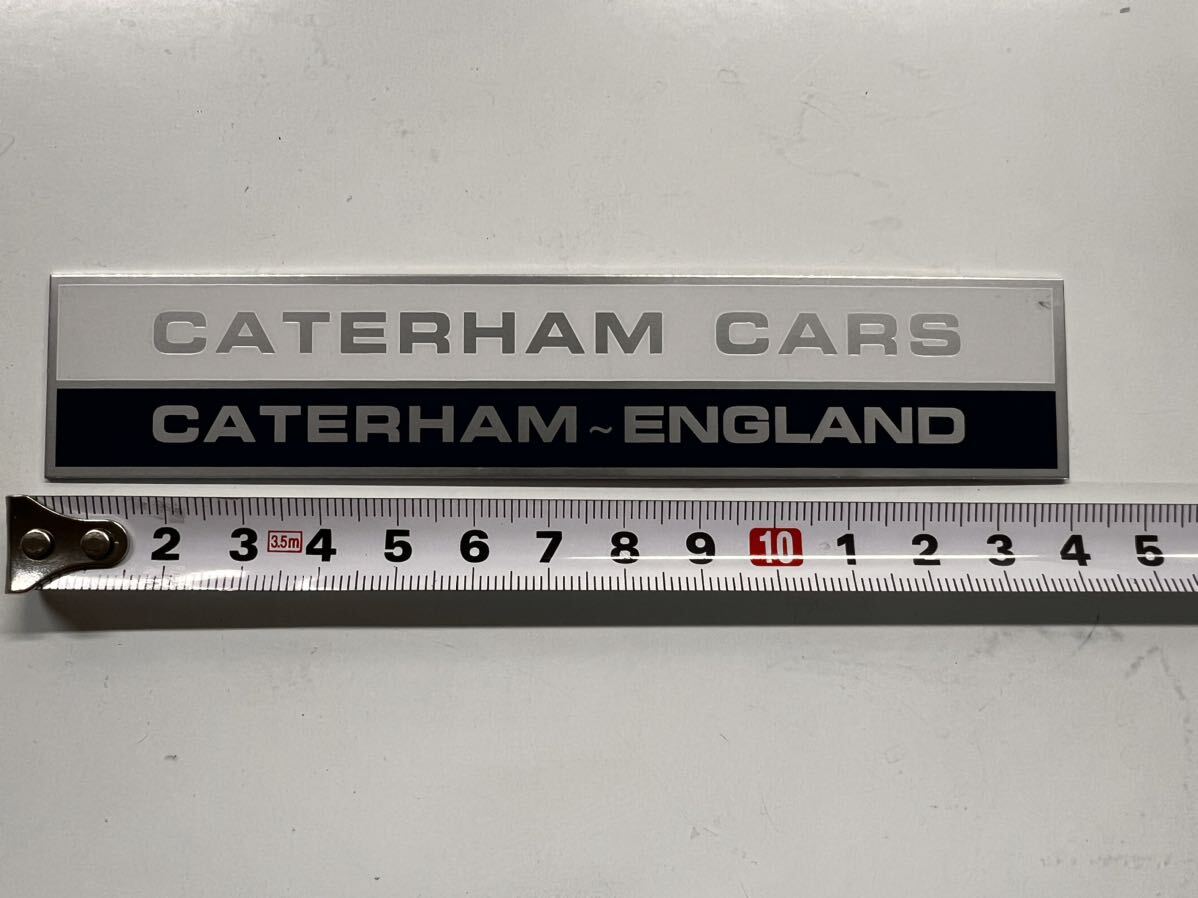 CATERHAM CARS
CATERHAM ~ ENGLAND
2 3 3.5m 4 5 6 7 8 9 10 1 2 3 4 5